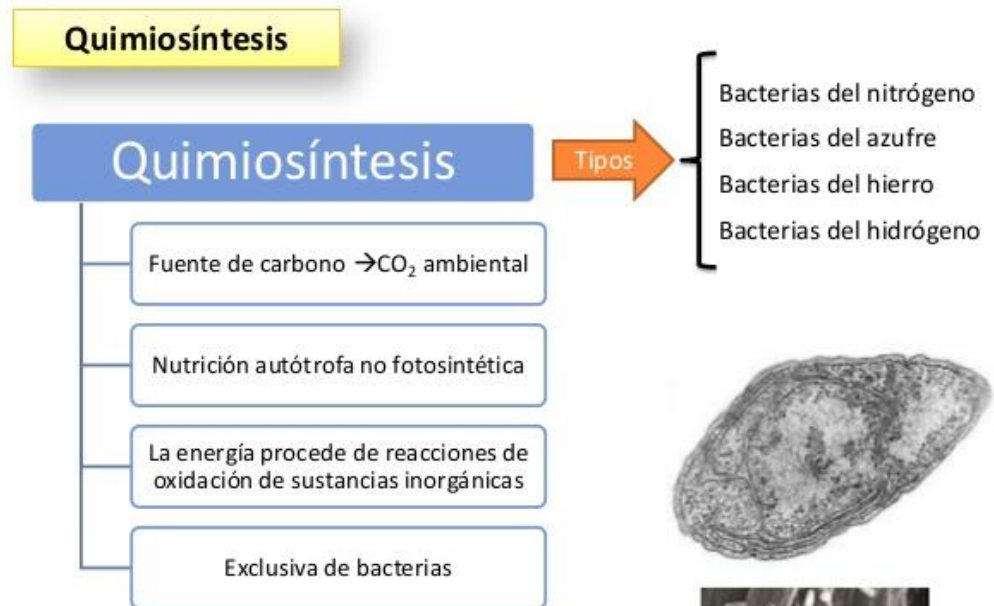 Quimiosíntesis
Quimiosíntesis
Tipos
Bacterias del nitrógeno
Bacterias del azufre
Bacterias del hierro
Bacterias del hidrógeno
Fuente de carbono →CO₂ ambiental
Nutrición autótrofa no fotosintética
La energía procede de reacciones de
oxidación de sustancias inorgánicas
Exclusiva de bacterias